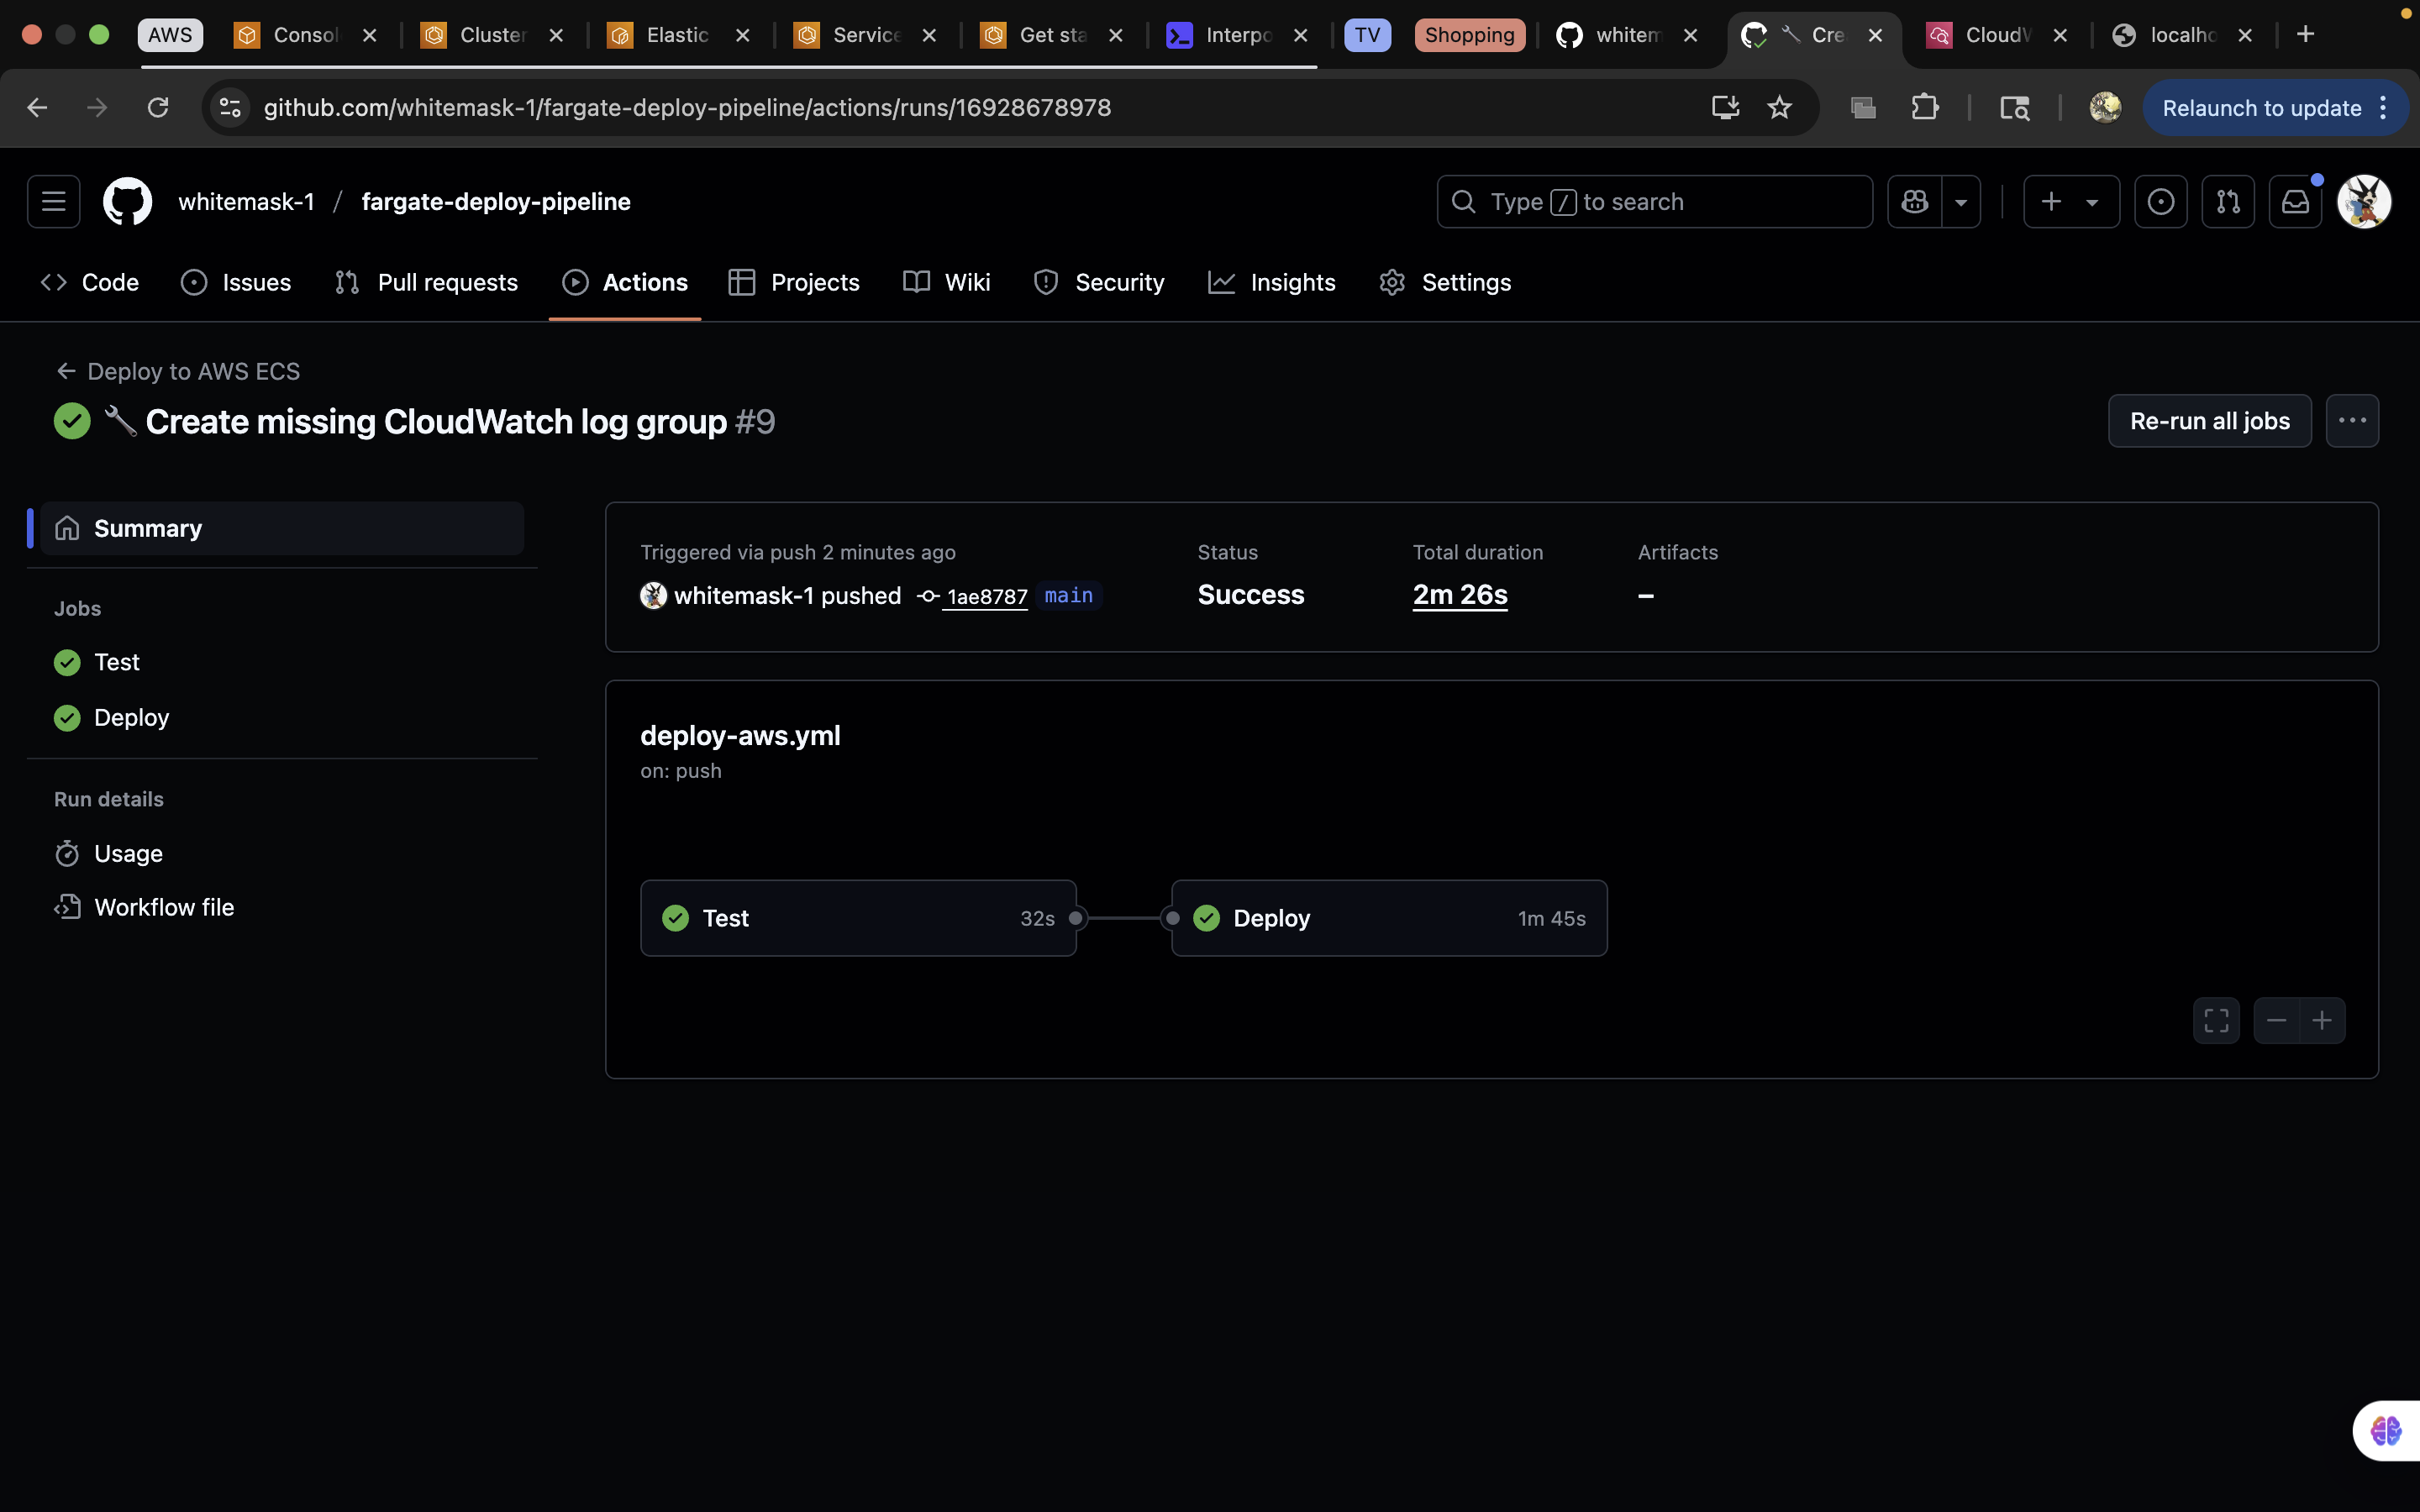 AWS
Consol
Cluster
Elastic
Service
Get sta
Interpo
TV
Shopping
whitem
Cre
CloudW
localho
github.com/whitemask-1/fargate-deploy-pipeline/actions/runs/16928678978
Relaunch to update
whitemask-1 / fargate-deploy-pipeline
Type / to search
Code
Issues
Pull requests
Actions
Projects
Wiki
Security
Insights
Settings
Deploy to AWS ECS
Create missing CloudWatch log group #9
Re-run all jobs
Summary
Jobs
Test
Deploy
Run details
Usage
Workflow file
Triggered via push 2 minutes ago
whitemask-1 pushed 1ae8787 main
Status
Success
Total duration
2m 26s
Artifacts
–
deploy-aws.yml
on: push
Test 32s
Deploy 1m 45s